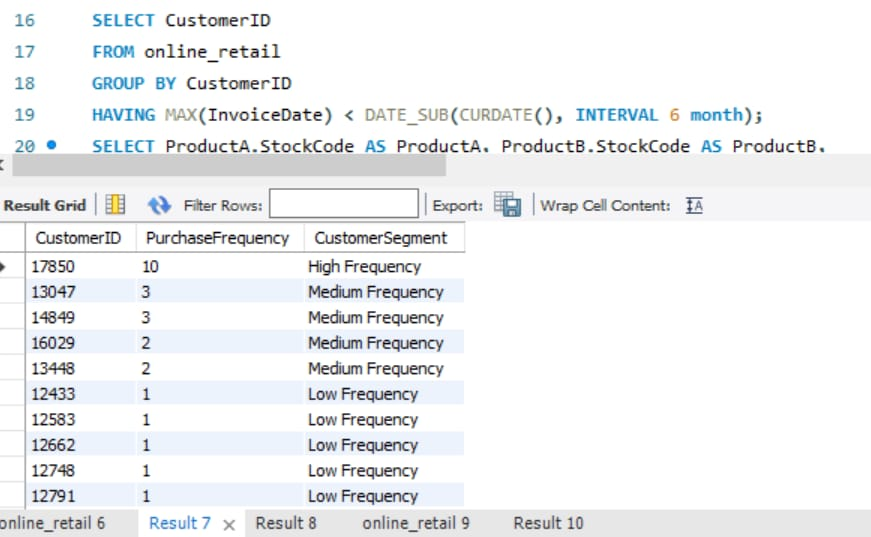 16 SELECT CustomerID
17 FROM online_retail
18 GROUP BY CustomerID
19 HAVING MAX(InvoiceDate) < DATE_SUB(CURDATE(), INTERVAL 6 month);
20 SELECT ProductA.StockCode AS ProductA, ProductB.StockCode AS ProductB,
Result Grid Filter Rows: Export: Wrap Cell Content: IA
CustomerID PurchaseFrequency CustomerSegment
17850 10 High Frequency
13047 3 Medium Frequency
14849 3 Medium Frequency
16029 2 Medium Frequency
13448 2 Medium Frequency
12433 1 Low Frequency
12583 1 Low Frequency
12662 1 Low Frequency
12748 1 Low Frequency
12791 1 Low Frequency
online_retail 6 Result 7 × Result 8 online_retail 9 Result 10